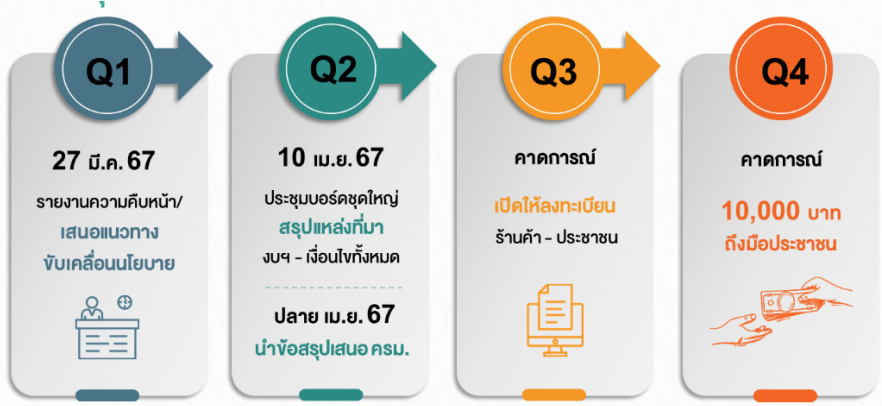 Q1
27 มี.ค. 67
รายงานความคืบหน้า/
เสนอแนวทาง
ขับเคลื่อนนโยบาย
Q2
10 เม.ย. 67
ประชุมบอร์ดชุดใหญ่
สรุปแหล่งที่มา
งบฯ - เงื่อนไขทั้งหมด
ปลาย เม.ย. 67
นำข้อสรุปเสนอ ครม.
Q3
คาดการณ์
เปิดให้ลงทะเบียน
ร้านค้า - ประชาชน
Q4
คาดการณ์
10,000 บาท
ถึงมือประชาชน